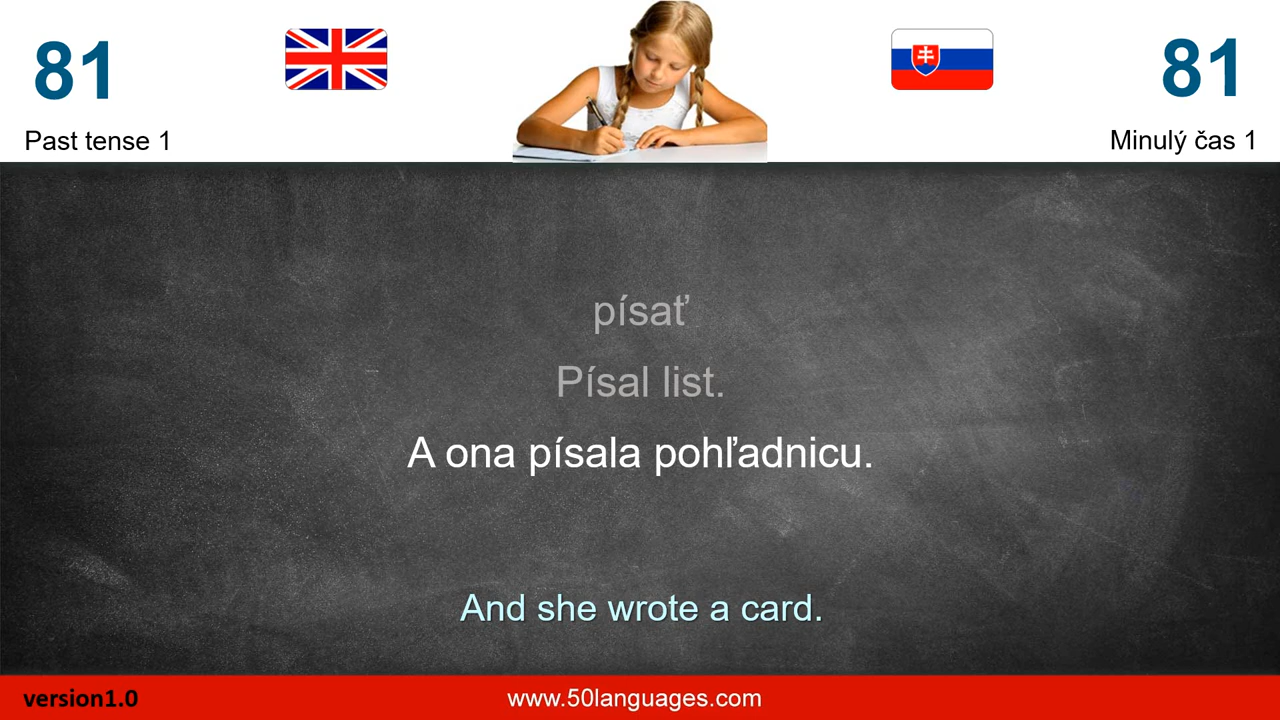 81
81
Past tense 1
Minulý čas 1
písať
Písal list.
A ona písala pohľadnicu.
And she wrote a card.
version1.0
www.50languages.com